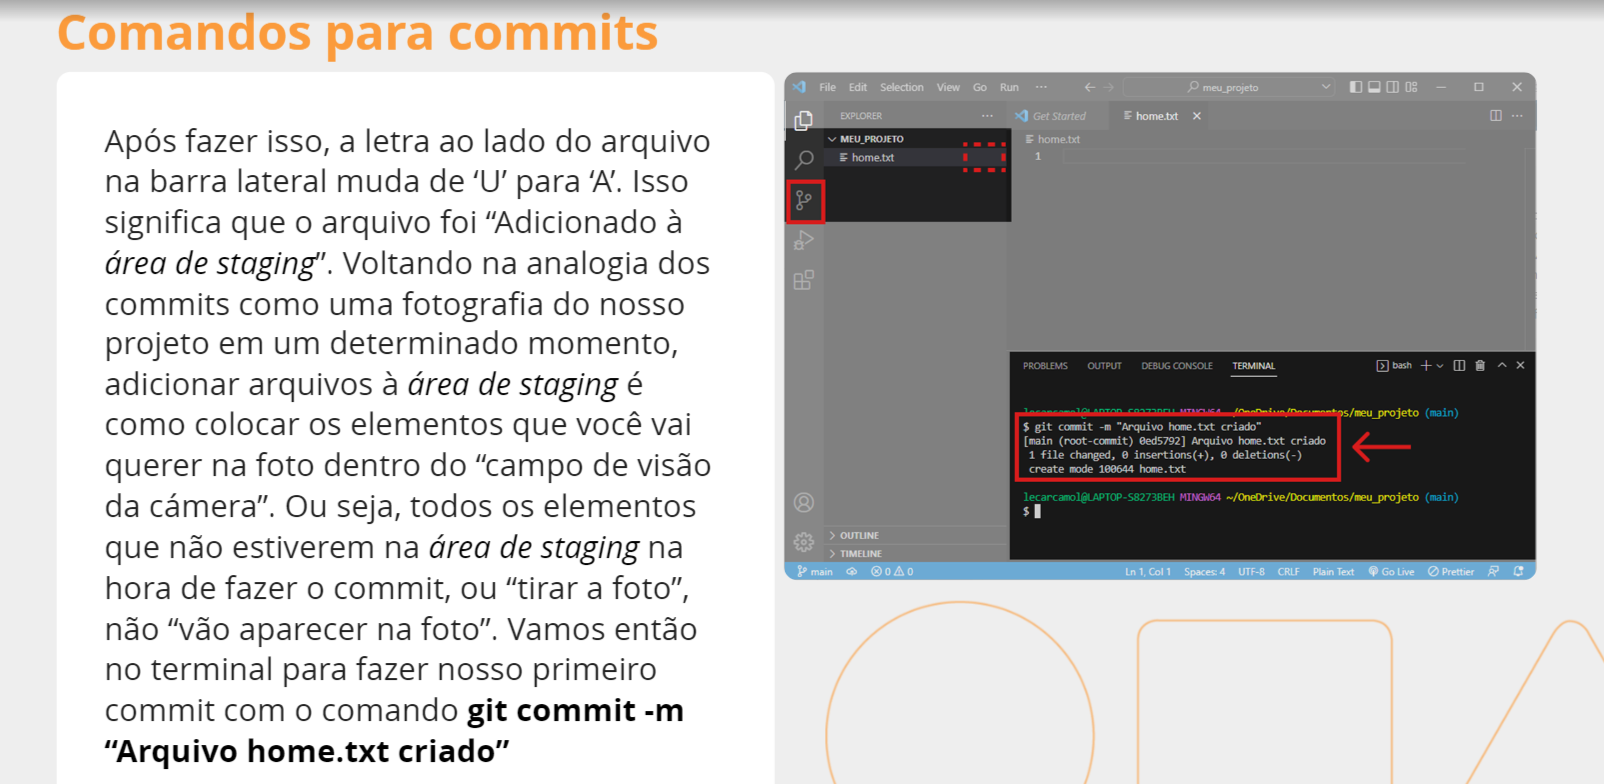 Comandos para commits
Após fazer isso, a letra ao lado do arquivo
na barra lateral muda de ‘U’ para ‘A’. Isso
significa que o arquivo foi “Adicionado à
área de staging”. Voltando na analogia dos
commits como uma fotografia do nosso
projeto em um determinado momento,
adicionar arquivos à área de staging é
como colocar os elementos que você vai
querer na foto dentro do “campo de visão
da cámera”. Ou seja, todos os elementos
que não estiverem na área de staging na
hora de fazer o commit, ou “tirar a foto”,
não “vão aparecer na foto”. Vamos então
no terminal para fazer nosso primeiro
commit com o comando git commit -m
“Arquivo home.txt criado”
File Edit Selection View Go Run ··· meu_projeto
EXPLORER ···
MEU_PROJETO
home.txt
Get Started home.txt
home.txt
1
PROBLEMS OUTPUT DEBUG CONSOLE TERMINAL bash
lecarcamol@LAPTOP-S8273BEH MINGW64 ~/OneDrive/Documentos/meu_projeto (main)
$ git commit -m "Arquivo home.txt criado"
[main (root-commit) 0ed5792] Arquivo home.txt criado
1 file changed, 0 insertions(+), 0 deletions(-)
create mode 100644 home.txt
lecarcamol@LAPTOP-S8273BEH MINGW64 ~/OneDrive/Documentos/meu_projeto (main)
$
OUTLINE
TIMELINE
main 0 0 Ln 1, Col 1 Spaces: 4 UTF-8 CRLF Plain Text Go Live Prettier